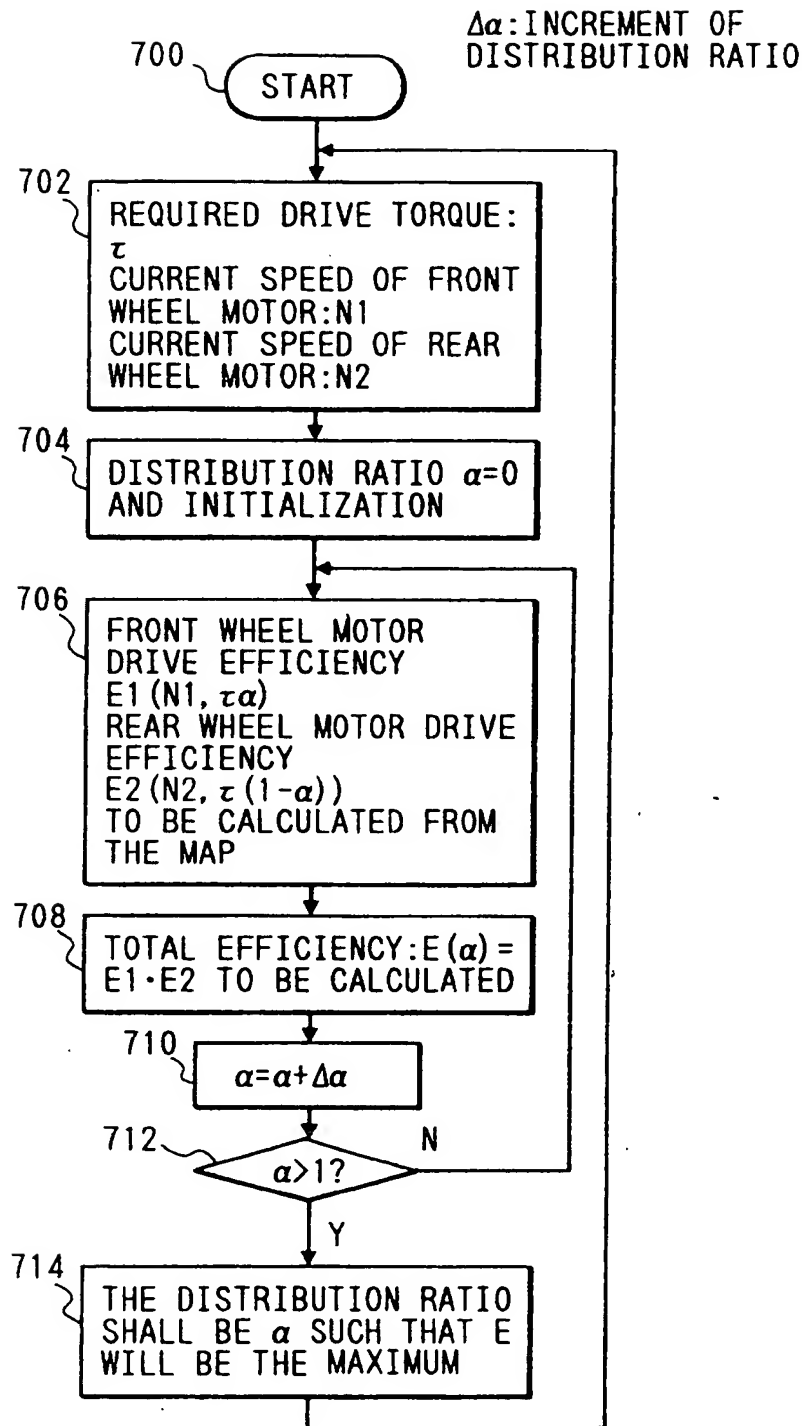 Δα:INCREMENT OF
DISTRIBUTION RATIO
700
START
702
REQUIRED DRIVE TORQUE:
τ
CURRENT SPEED OF FRONT
WHEEL MOTOR:N1
CURRENT SPEED OF REAR
WHEEL MOTOR:N2
704
DISTRIBUTION RATIO α=0
AND INITIALIZATION
706
FRONT WHEEL MOTOR
DRIVE EFFICIENCY
E1(N1,τα)
REAR WHEEL MOTOR DRIVE
EFFICIENCY
E2(N2,τ(1-α))
TO BE CALCULATED FROM
THE MAP
708
TOTAL EFFICIENCY:E(α)=
E1·E2 TO BE CALCULATED
710
α=α+Δα
712
α>1?
N
Y
714
THE DISTRIBUTION RATIO
SHALL BE α SUCH THAT E
WILL BE THE MAXIMUM